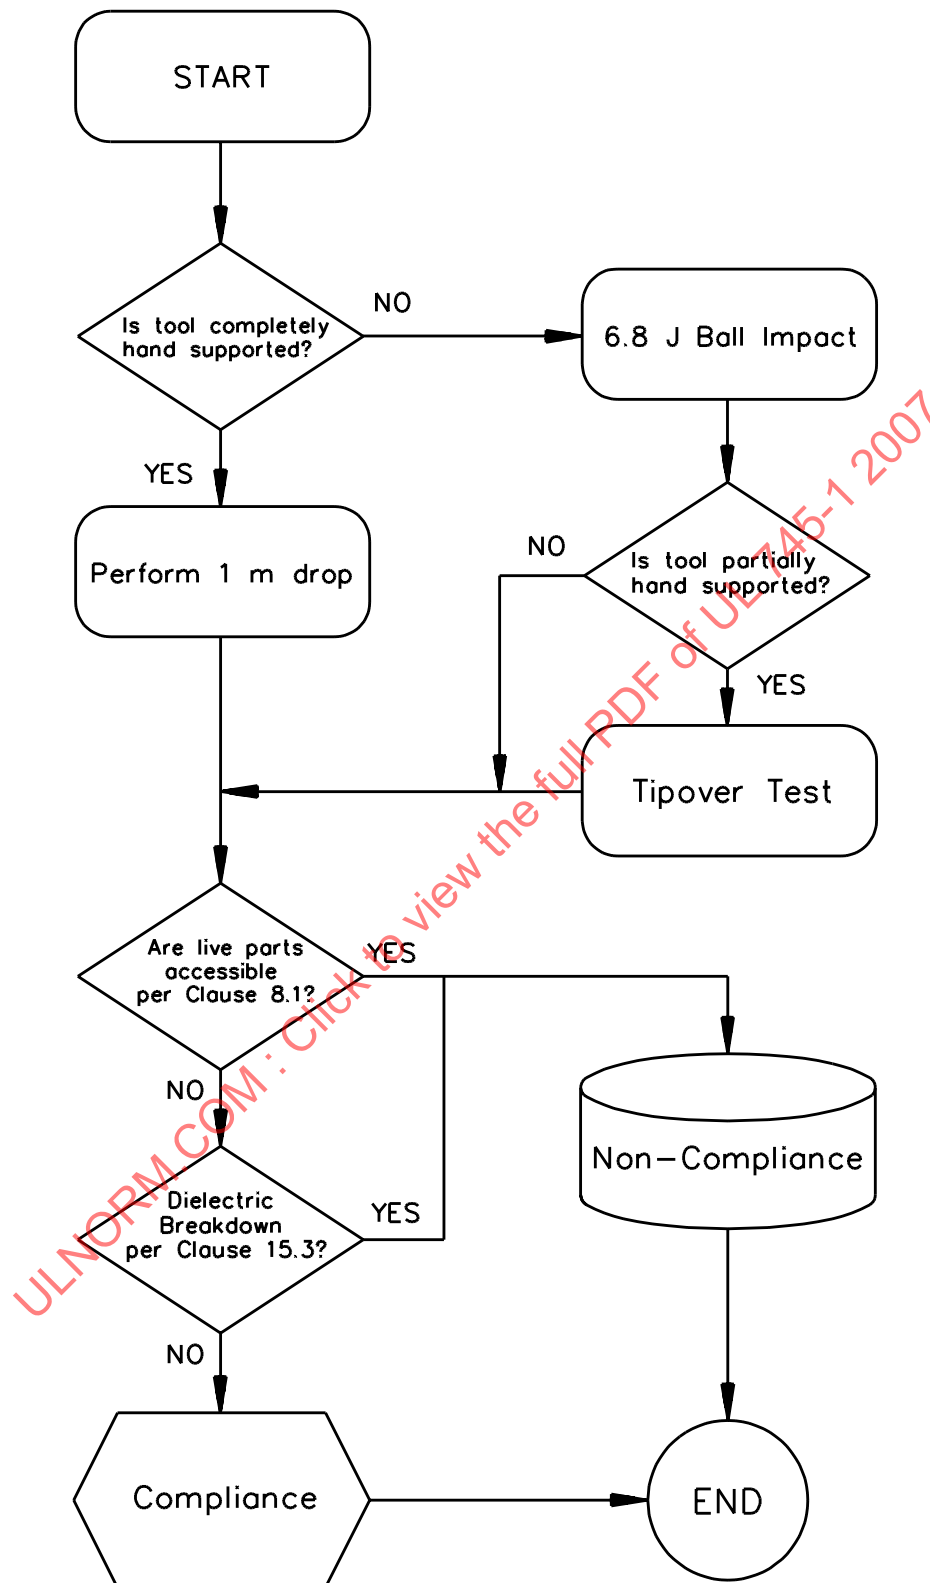 START
Is tool completely
hand supported?
NO
6.8 J Ball Impact
YES
Perform 1 m drop
NO
Is tool partially
hand supported?
YES
Tipover Test
Are live parts
accessible
per Clause 8.1?
YES
NO
Non-Compliance
Dielectric
Breakdown
per Clause 15.3?
YES
NO
Compliance
END
ULNORM.COM : Click to view the full PDF of UL 745-1 2007